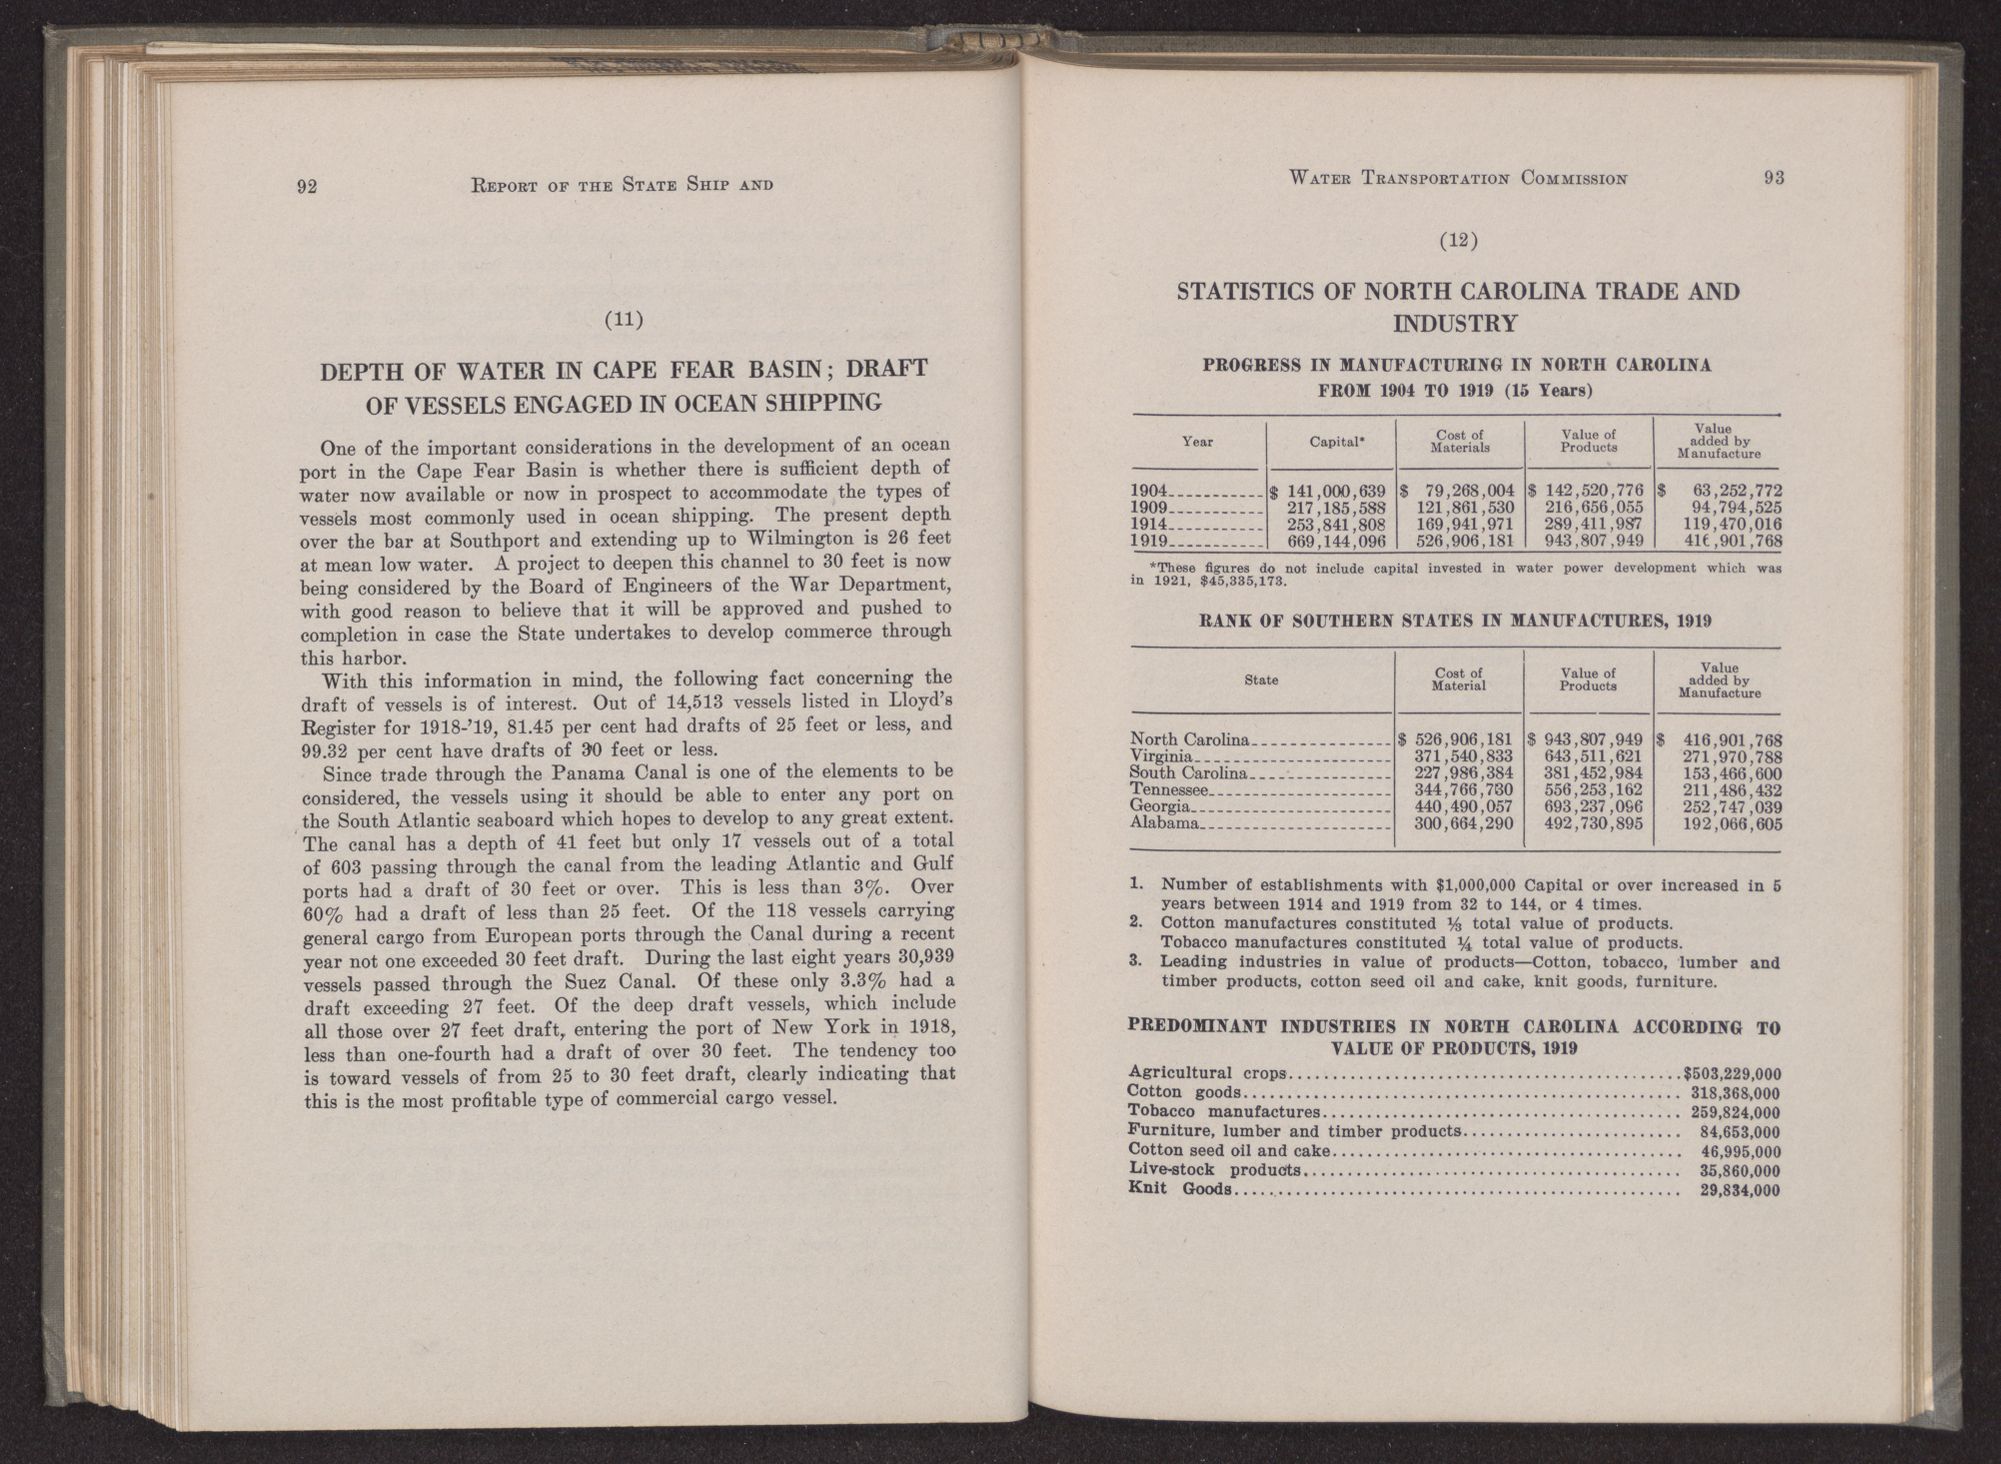 92 REPORT OF THE STATE SHIP AND
(11)
DEPTH OF WATER IN CAPE FEAR BASIN; DRAFT
OF VESSELS ENGAGED IN OCEAN SHIPPING
One of the important considerations in the development of an ocean
port in the Cape Fear Basin is whether there is sufficient depth of
water now available or now in prospect to accommodate the types of
vessels most commonly used in ocean shipping. The present depth
over the bar at Southport and extending up to Wilmington is 26 feet
at mean low water. A project to deepen this channel to 30 feet is now
being considered by the Board of Engineers of the War Department,
with good reason to believe that it will be approved and pushed to
completion in case the State undertakes to develop commerce through
this harbor.
With this information in mind, the following fact concerning the
draft of vessels is of interest. Out of 14,513 vessels listed in Lloyd's
Register for 1918-'19, 81.45 per cent had drafts of 25 feet or less, and
99.32 per cent have drafts of 30 feet or less.
Since trade through the Panama Canal is one of the elements to be
considered, the vessels using it should be able to enter any port on
the South Atlantic seaboard which hopes to develop to any great extent.
The canal has a depth of 41 feet but only 17 vessels out of a total
of 603 passing through the canal from the leading Atlantic and Gulf
ports had a draft of 30 feet or over. This is less than 3%. Over
60% had a draft of less than 25 feet. Of the 118 vessels carrying
general cargo from European ports through the Canal during a recent
year not one exceeded 30 feet draft. During the last eight years 30,939
vessels passed through the Suez Canal. Of these only 3.3% had a
draft exceeding 27 feet. Of the deep draft vessels, which include
all those over 27 feet draft, entering the port of New York in 1918,
less than one-fourth had a draft of over 30 feet. The tendency too
is toward vessels of from 25 to 30 feet draft, clearly indicating that
this is the most profitable type of commercial cargo vessel.
WATER TRANSPORTATION COMMISSION 93
(12)
STATISTICS OF NORTH CAROLINA TRADE AND
INDUSTRY
PROGRESS IN MANUFACTURING IN NORTH CAROLINA
FROM 1904 TO 1919 (15 Years)
Year Capital* Cost of Materials Value of Products Value added by Manufacture
1904 $ 141,000,639 $ 79,268,004 $ 142,520,776 $ 63,252,772
1909 217,185,588 121,861,530 216,656,055 94,794,525
1914 253,841,808 169,941,971 289,411,987 119,470,016
1919 669,144,096 526,906,181 943,807,949 416,901,768
*These figures do not include capital invested in water power development which was
in 1921, $45,335,173.
RANK OF SOUTHERN STATES IN MANUFACTURES, 1919
State Cost of Material Value of Products Value added by Manufacture
North Carolina $ 526,906,181 $ 943,807,949 $ 416,901,768
Virginia 371,540,833 643,511,621 271,970,788
South Carolina 227,986,384 381,452,984 153,466,600
Tennessee 344,766,730 556,253,162 211,486,432
Georgia 440,490,057 693,237,096 252,747,039
Alabama 300,664,290 492,730,895 192,066,605
1. Number of establishments with $1,000,000 Capital or over increased in 5
years between 1914 and 1919 from 32 to 144, or 4 times.
2. Cotton manufactures constituted ⅓ total value of products.
Tobacco manufactures constituted ¼ total value of products.
3. Leading industries in value of products—Cotton, tobacco, lumber and
timber products, cotton seed oil and cake, knit goods, furniture.
PREDOMINANT INDUSTRIES IN NORTH CAROLINA ACCORDING TO
VALUE OF PRODUCTS, 1919
Agricultural crops $503,229,000
Cotton goods 318,368,000
Tobacco manufactures 259,824,000
Furniture, lumber and timber products 84,653,000
Cotton seed oil and cake 46,995,000
Live-stock products 35,860,000
Knit Goods 29,834,000